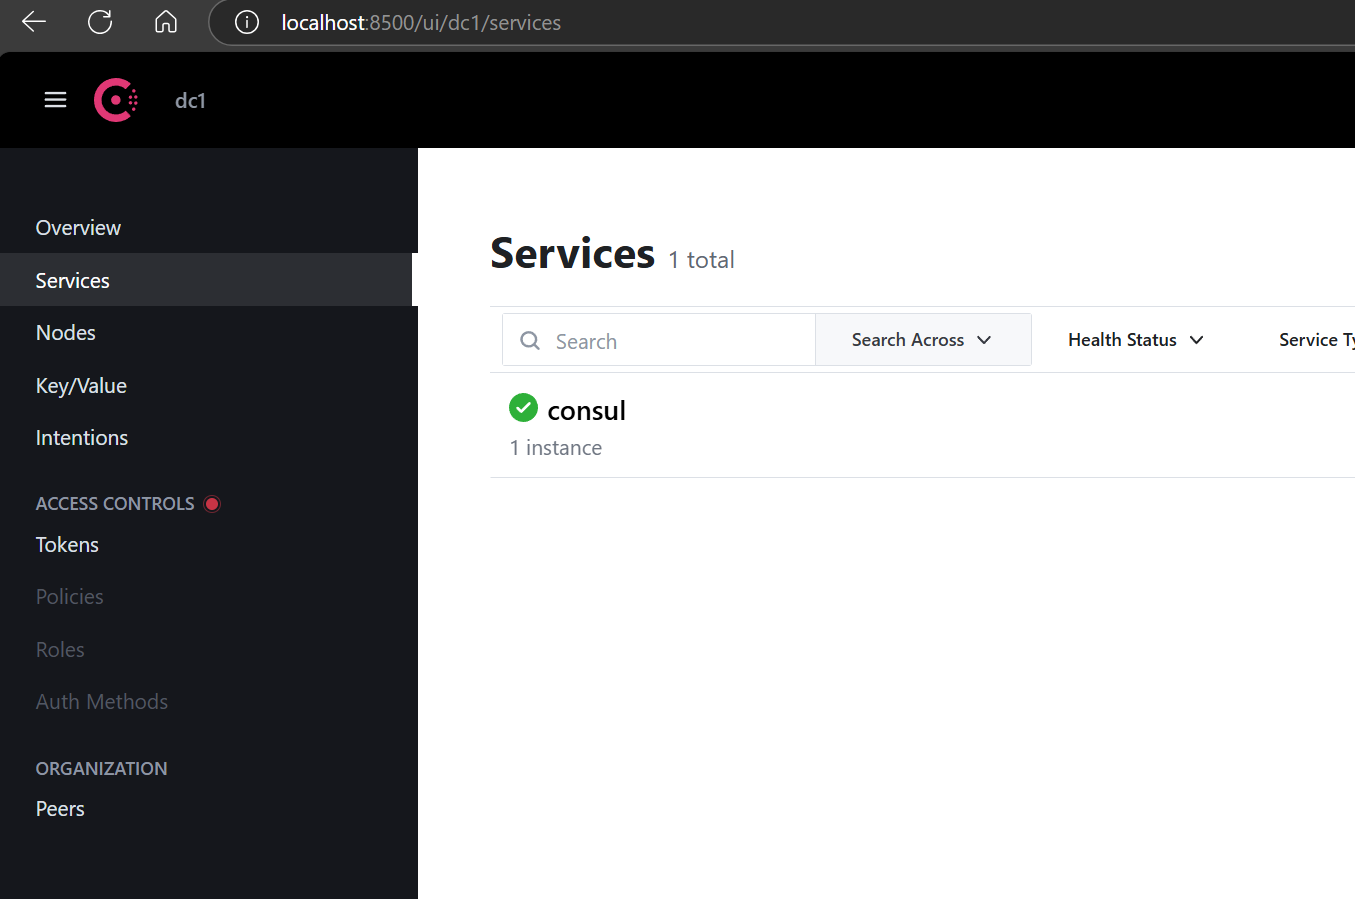 localhost:8500/ui/dc1/services
dc1
Overview
Services
Nodes
Key/Value
Intentions
ACCESS CONTROLS
Tokens
Policies
Roles
Auth Methods
ORGANIZATION
Peers
Services 1 total
Search Search Across Health Status Service Ty
consul
1 instance